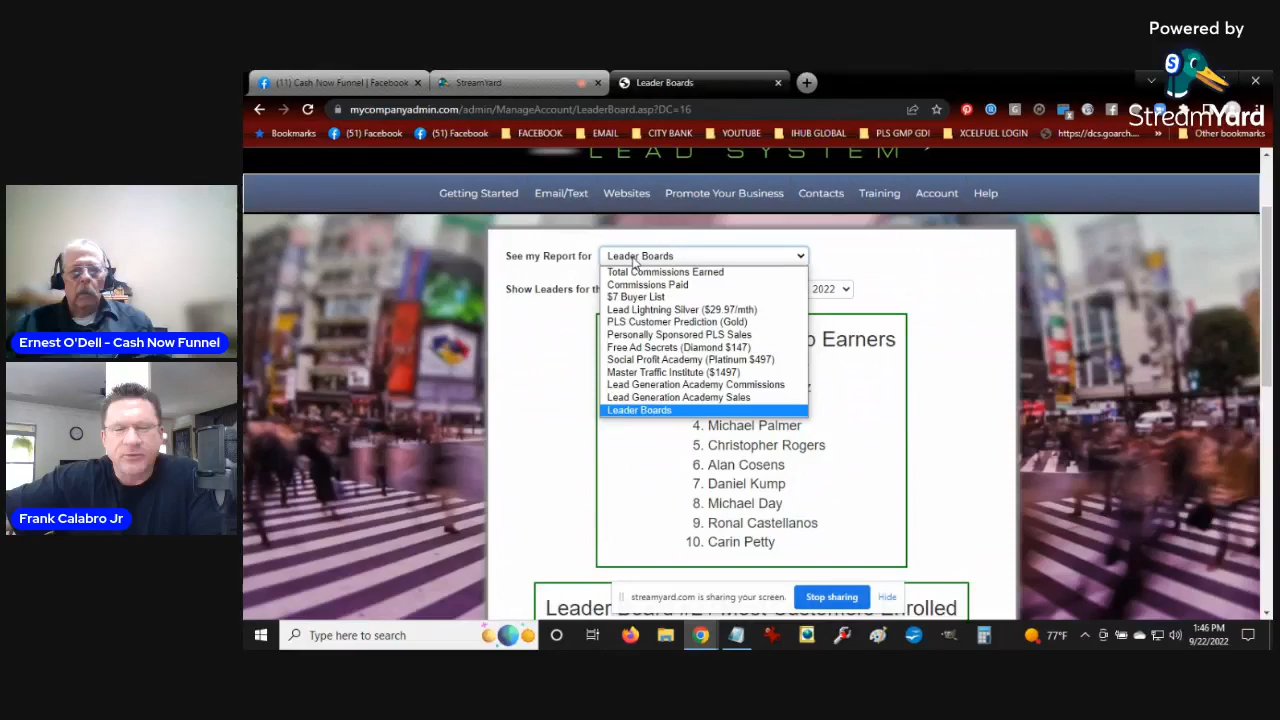 Powered by
StreamYard
(11) Cash Now Funnel | Facebook
StreamYard
Leader Boards
mycompanyadmin.com/admin/ManageAccount/LeaderBoard.asp?DC=16
Bookmarks
(51) Facebook
(51) Facebook
FACEBOOK
EMAIL
CITY BANK
YOUTUBE
IHUB GLOBAL
PLS GMP GDI
XCELFUEL LOGIN
https://dcs.goarch...
Other bookmarks
LEAD SYSTEM
Getting Started
Email/Text
Websites
Promote Your Business
Contacts
Training
Account
Help
See my Report for
Leader Boards
Total Commissions Earned
Commissions Paid
$7 Buyer List
Lead Lightning Silver ($29.97/mth)
PLS Customer Prediction (Gold)
Personally Sponsored PLS Sales
Free Ad Secrets (Diamond $147)
Social Profit Academy (Platinum $497)
Master Traffic Institute ($1497)
Lead Generation Academy Commissions
Lead Generation Academy Sales
Leader Boards
Show Leaders for th
2022
Earners
4. Michael Palmer
5. Christopher Rogers
6. Alan Cosens
7. Daniel Kump
8. Michael Day
9. Ronal Castellanos
10. Carin Petty
streamyard.com is sharing your screen.
Stop sharing
Hide
Type here to search
77°F
1:46 PM
9/22/2022
Ernest O'Dell - Cash Now Funnel
Frank Calabro Jr